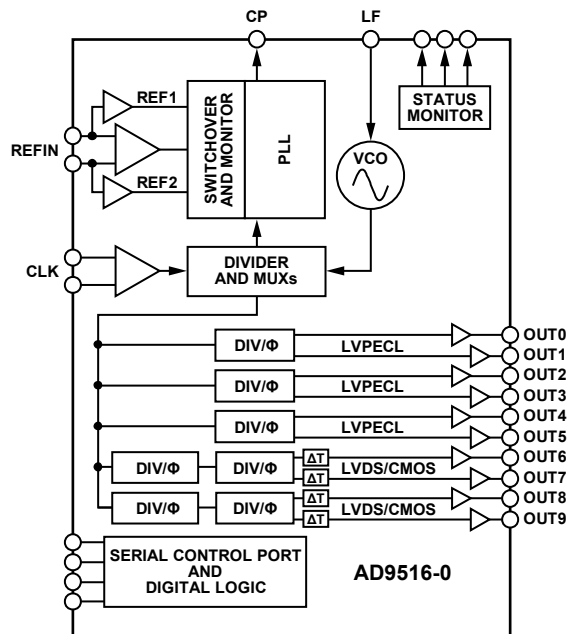 CP
LF
REF1
REFIN
REF2
SWITCHOVER
AND MONITOR
PLL
STATUS
MONITOR
VCO
CLK
DIVIDER
AND MUXs
DIV/Φ
LVPECL
OUT0
OUT1
DIV/Φ
LVPECL
OUT2
OUT3
DIV/Φ
LVPECL
OUT4
OUT5
DIV/Φ
DIV/Φ
ΔT
ΔT
LVDS/CMOS
OUT6
OUT7
DIV/Φ
DIV/Φ
ΔT
ΔT
LVDS/CMOS
OUT8
OUT9
SERIAL CONTROL PORT
AND
DIGITAL LOGIC
AD9516-0